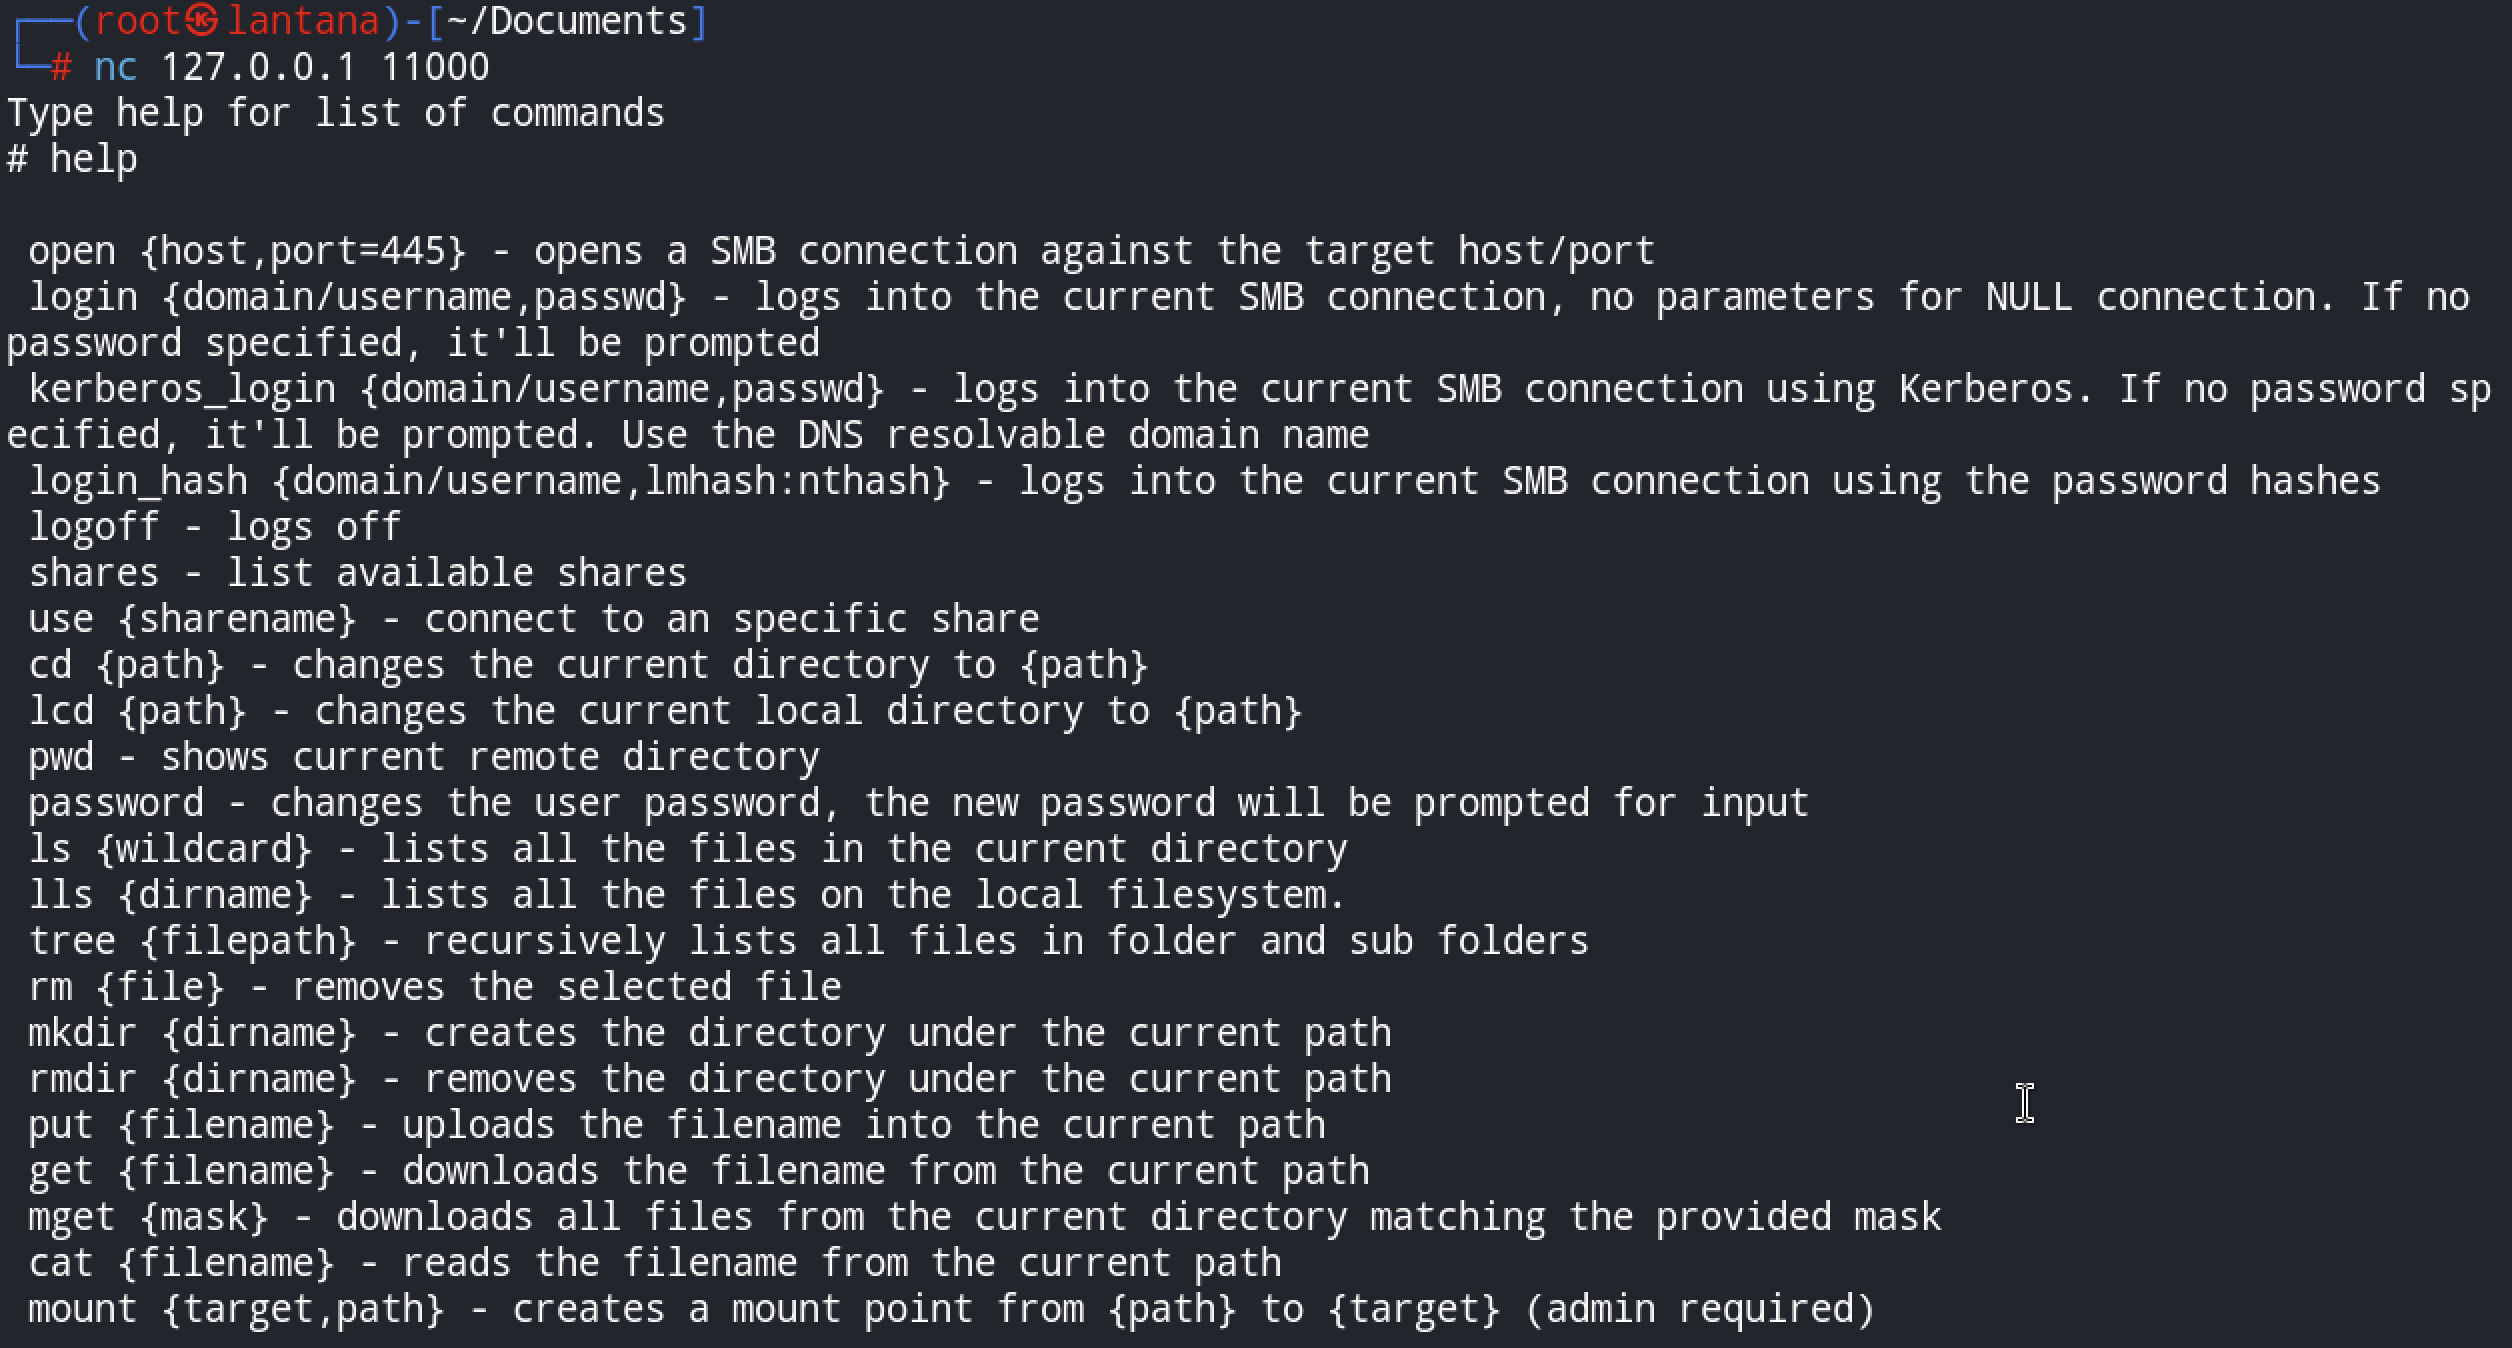 ┌──(root㉿lantana)-[~/Documents]
└─# nc 127.0.0.1 11000
Type help for list of commands
# help

 open {host,port=445} - opens a SMB connection against the target host/port
 login {domain/username,passwd} - logs into the current SMB connection, no parameters for NULL connection. If no
password specified, it'll be prompted
 kerberos_login {domain/username,passwd} - logs into the current SMB connection using Kerberos. If no password sp
ecified, it'll be prompted. Use the DNS resolvable domain name
 login_hash {domain/username,lmhash:nthash} - logs into the current SMB connection using the password hashes
 logoff - logs off
 shares - list available shares
 use {sharename} - connect to an specific share
 cd {path} - changes the current directory to {path}
 lcd {path} - changes the current local directory to {path}
 pwd - shows current remote directory
 password - changes the user password, the new password will be prompted for input
 ls {wildcard} - lists all the files in the current directory
 lls {dirname} - lists all the files on the local filesystem.
 tree {filepath} - recursively lists all files in folder and sub folders
 rm {file} - removes the selected file
 mkdir {dirname} - creates the directory under the current path
 rmdir {dirname} - removes the directory under the current path
 put {filename} - uploads the filename into the current path
 get {filename} - downloads the filename from the current path
 mget {mask} - downloads all files from the current directory matching the provided mask
 cat {filename} - reads the filename from the current path
 mount {target,path} - creates a mount point from {path} to {target} (admin required)